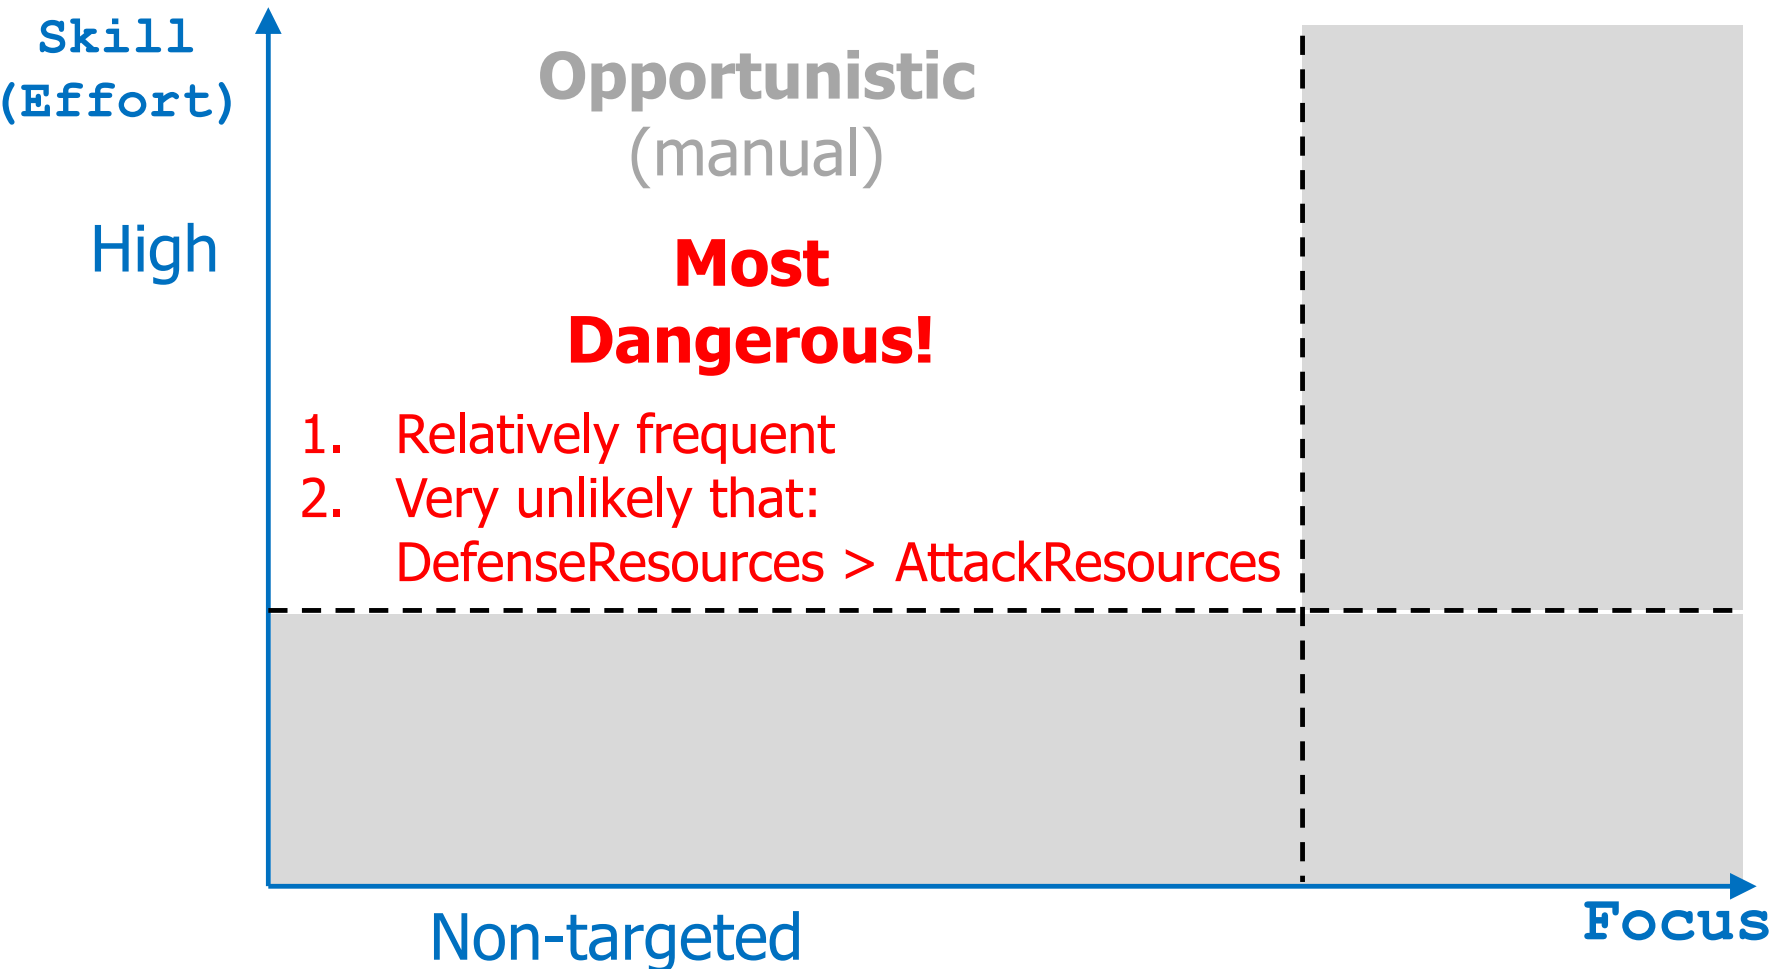 Skill
(Effort)
Opportunistic
(manual)
High
Most
Dangerous!
1. Relatively frequent
2. Very unlikely that:
DefenseResources > AttackResources
Non-targeted
Focus